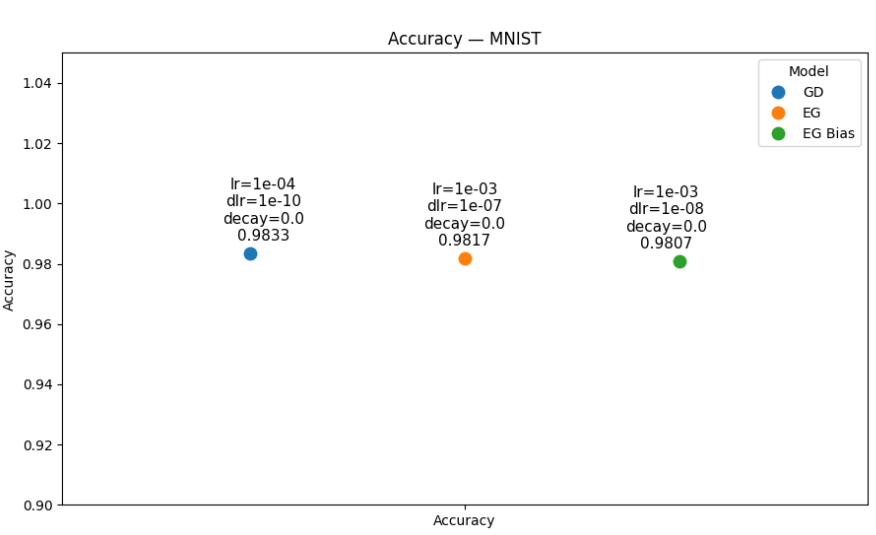 Accuracy — MNIST
Model
GD
EG
EG Bias
1.04
1.02
1.00
0.98
0.96
0.94
0.92
0.90
Accuracy
lr=1e-04
dlr=1e-10
decay=0.0
0.9833
lr=1e-03
dlr=1e-07
decay=0.0
0.9817
lr=1e-03
dlr=1e-08
decay=0.0
0.9807
Accuracy